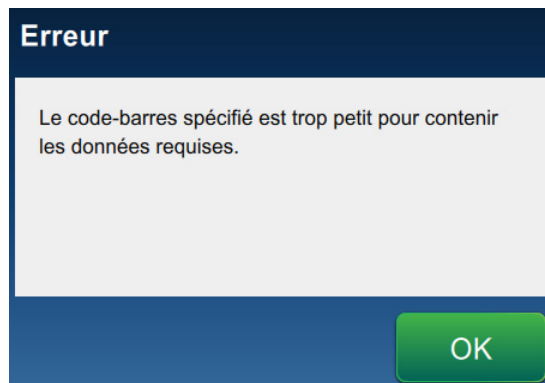 Erreur
Le code-barres spécifié est trop petit pour contenir
les données requises.
OK